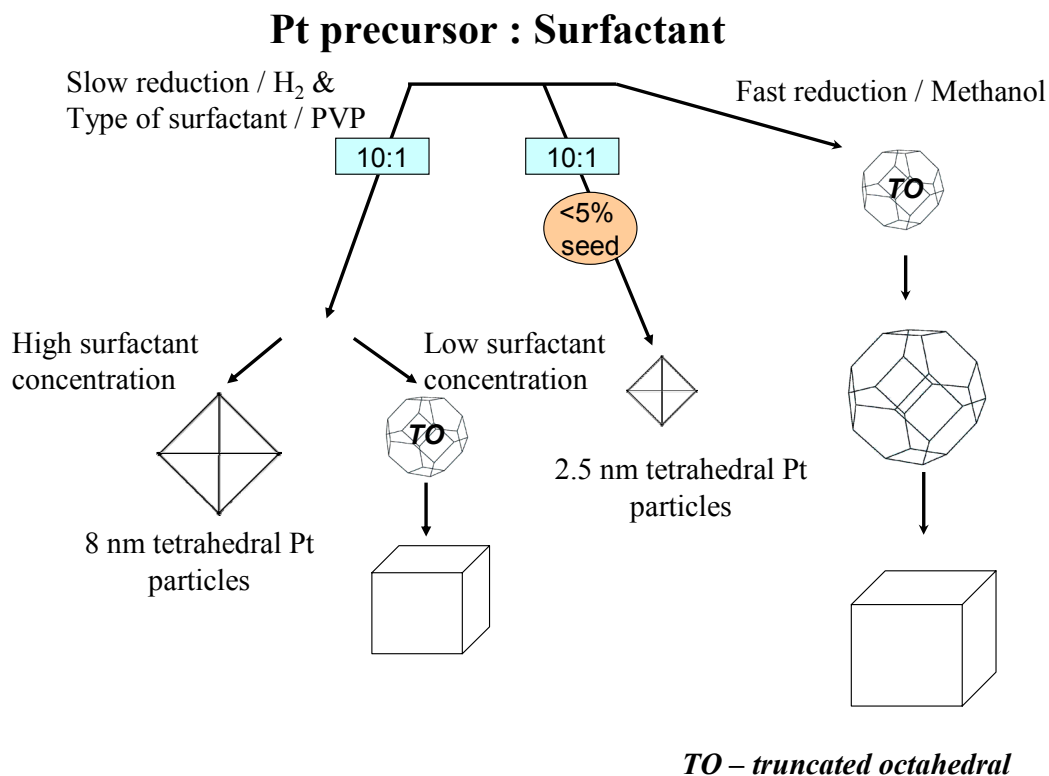 Pt precursor : Surfactant
Slow reduction / H₂ &
Type of surfactant / PVP
Fast reduction / Methanol
10:1
10:1
TO
<5%
seed
High surfactant
concentration
Low surfactant
concentration
TO
2.5 nm tetrahedral Pt
particles
8 nm tetrahedral Pt
particles
TO – truncated octahedral